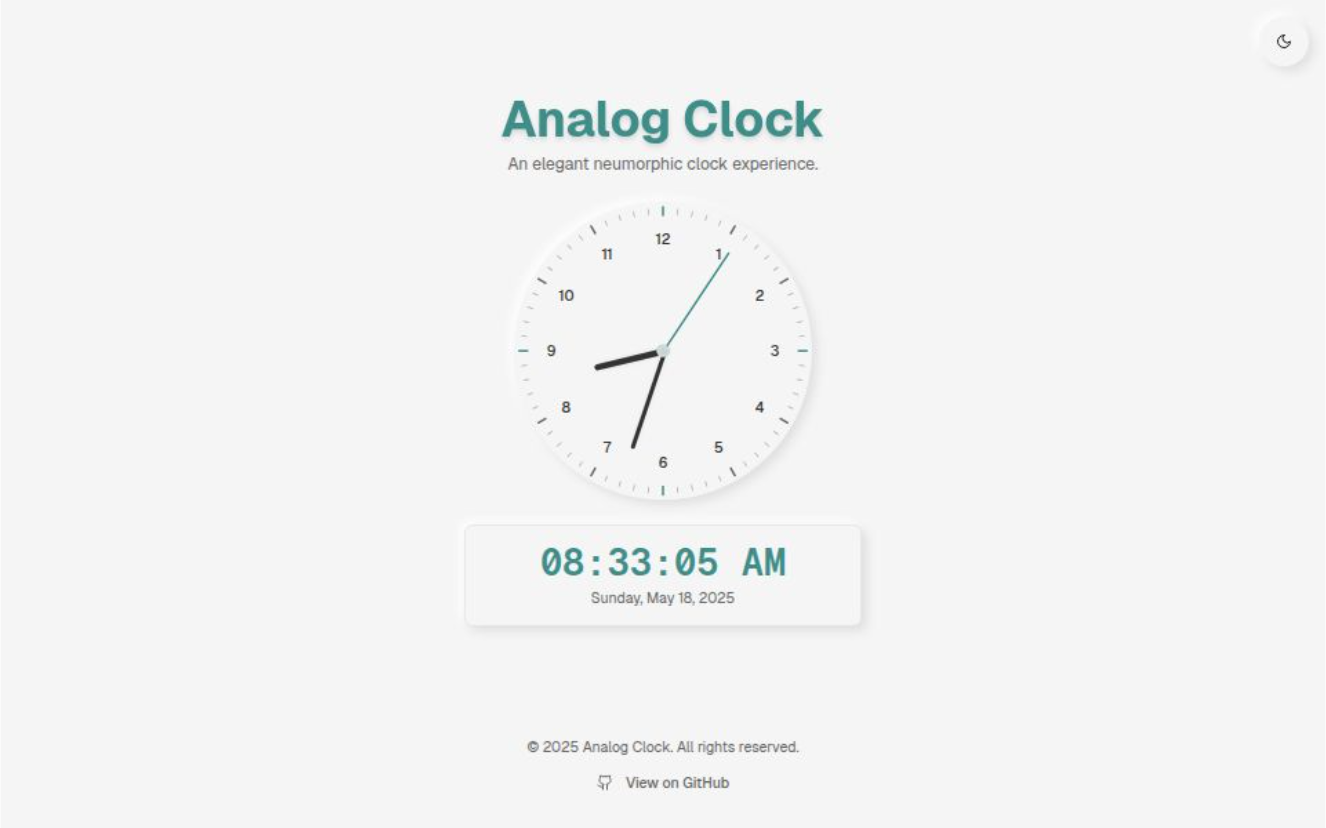 Analog Clock
An elegant neumorphic clock experience.
12
11
1
10
2
9
3
8
4
7
5
6
08:33:05 AM
Sunday, May 18, 2025
© 2025 Analog Clock. All rights reserved.
View on GitHub